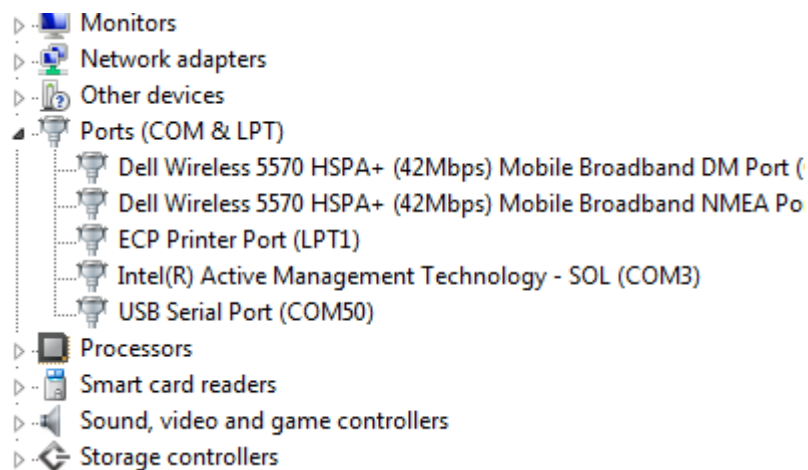 Monitors
Network adapters
Other devices
Ports (COM & LPT)
Dell Wireless 5570 HSPA+ (42Mbps) Mobile Broadband DM Port (
Dell Wireless 5570 HSPA+ (42Mbps) Mobile Broadband NMEA Po
ECP Printer Port (LPT1)
Intel(R) Active Management Technology - SOL (COM3)
USB Serial Port (COM50)
Processors
Smart card readers
Sound, video and game controllers
Storage controllers